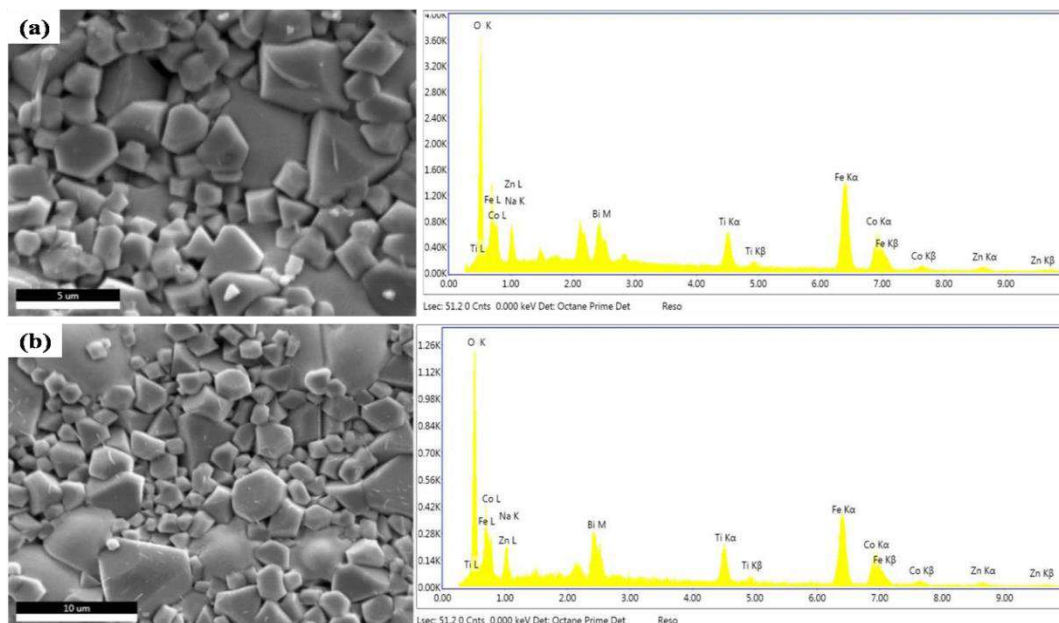 (a)
5 um
4.00K
3.60K
3.20K
2.80K
2.40K
2.00K
1.60K
1.20K
0.80K
0.40K
0.00K
O K
Zn L
Fe L
Na K
Co L
Ti L
Bi M
Ti Kα
Ti Kβ
Fe Kα
Co Kα
Fe Kβ
Co Kβ
Zn Kα
Zn Kβ
0.00 1.00 2.00 3.00 4.00 5.00 6.00 7.00 8.00 9.00
Lsec: 51.2 0 Cnts 0.000 keV Det: Octane Prime Det Reso
(b)
10 um
1.26K
1.12K
0.98K
0.84K
0.70K
0.56K
0.42K
0.28K
0.14K
0.00K
O K
Co L
Na K
Fe L
Zn L
Ti L
Bi M
Ti Kα
Ti Kβ
Fe Kα
Co Kα
Fe Kβ
Co Kβ
Zn Kα
Zn Kβ
0.00 1.00 2.00 3.00 4.00 5.00 6.00 7.00 8.00 9.00
Lsec: 51.2 0 Cnts 0.000 keV Det: Octane Prime Det Reso